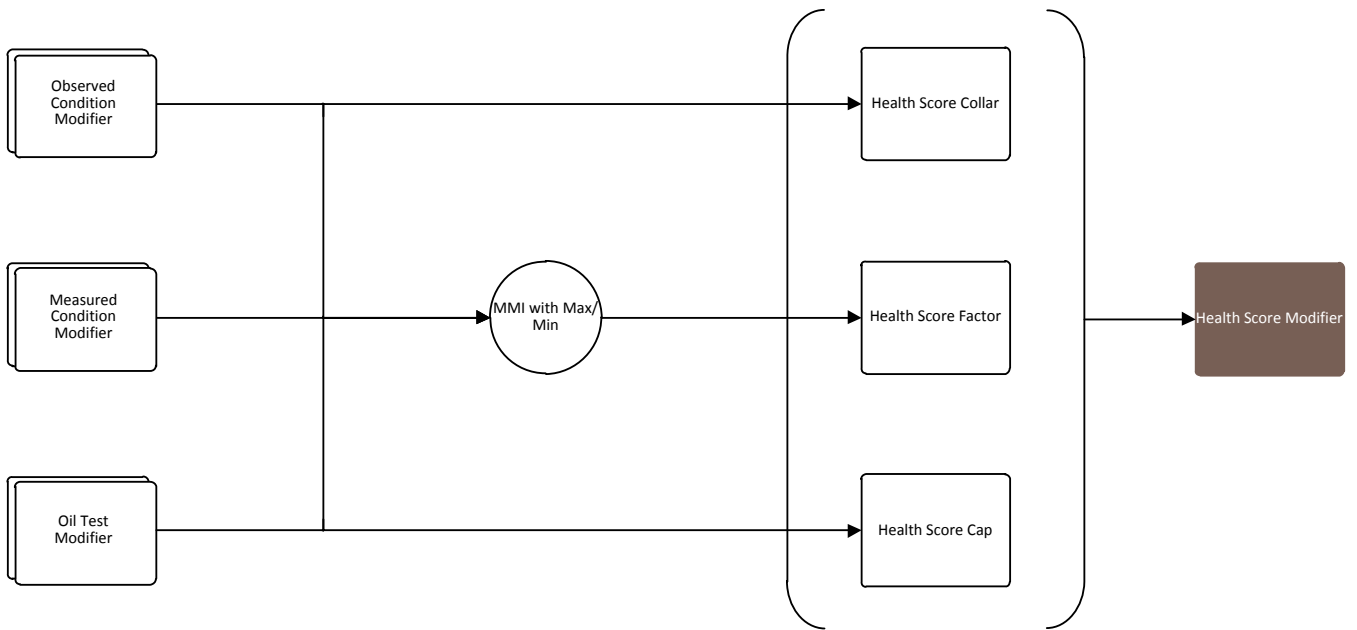 Observed
Condition
Modifier
Health Score Collar
Measured
Condition
Modifier
MMI with Max/
Min
Health Score Factor
Health Score Modifier
Oil Test
Modifier
Health Score Cap